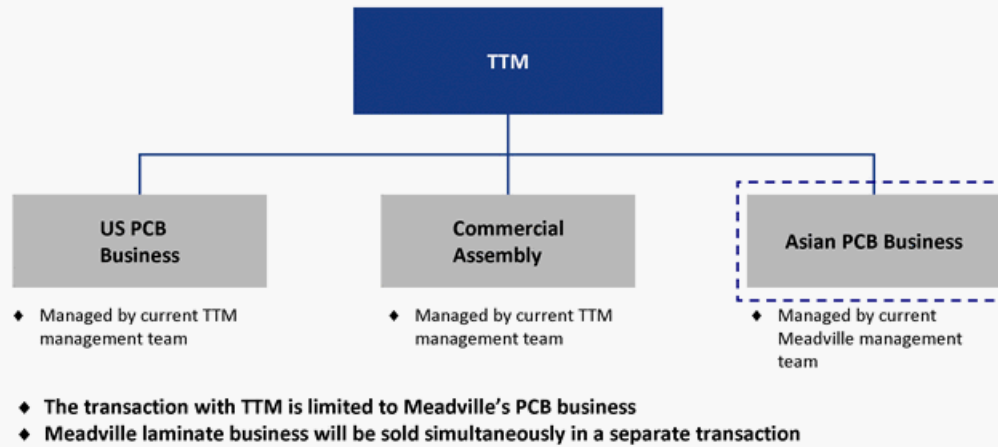 TTM
US PCB
Business
Commercial
Assembly
Asian PCB Business
♦ Managed by current TTM
management team
♦ Managed by current TTM
management team
♦ Managed by current
Meadville management
team
♦ The transaction with TTM is limited to Meadville’s PCB business
♦ Meadville laminate business will be sold simultaneously in a separate transaction